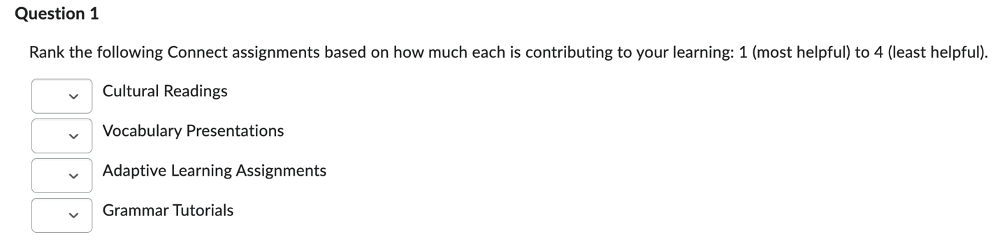 Question 1
Rank the following Connect assignments based on how much each is contributing to your learning: 1 (most helpful) to 4 (least helpful).
Cultural Readings
Vocabulary Presentations
Adaptive Learning Assignments
Grammar Tutorials